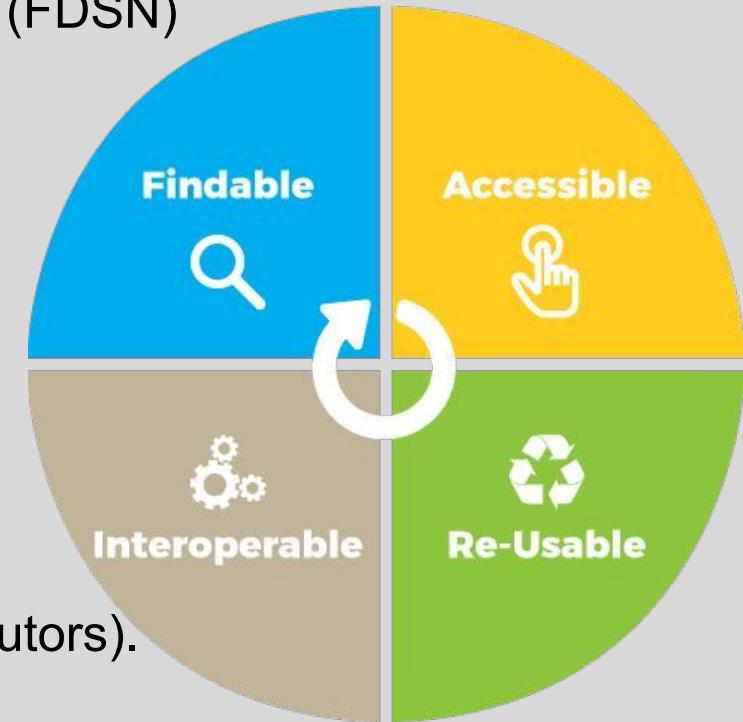 (FDSN)
Findable
Accessible
Interoperable
Re-Usable
utors).